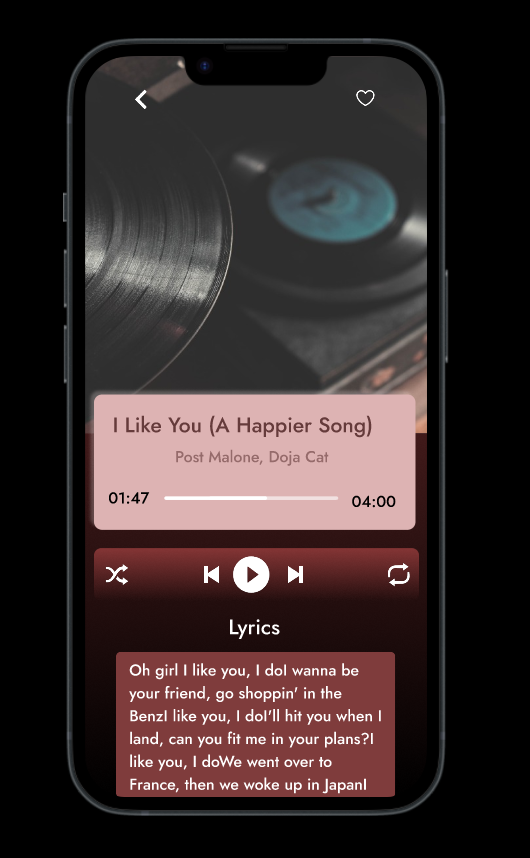 I Like You (A Happier Song)
Post Malone, Doja Cat
01:47
04:00
Lyrics
Oh girl I like you, I doI wanna be
your friend, go shoppin' in the
BenzI like you, I doI'll hit you when I
land, can you fit me in your plans?I
like you, I doWe went over to
France, then we woke up in JapanI